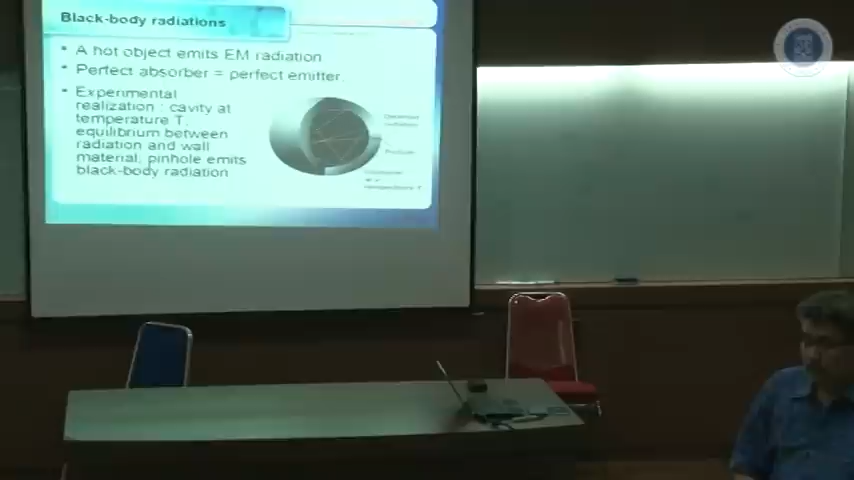 Black-body radiations
• A hot object emits EM radiation
• Perfect absorber = perfect emitter.
• Experimental
realization : cavity at
temperature T,
equilibrium between
radiation and wall
material, pinhole emits
black-body radiation